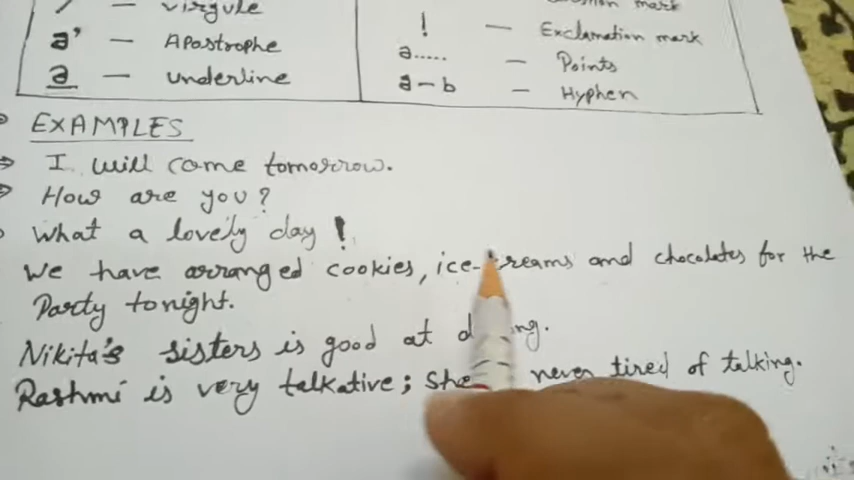 — virgule
a' — Apostrophe
a — underline
mark
! — Exclamation mark
a..... — Points
a-b — Hyphen
EXAMPLES
I will come tomorrow.
How are you?
What a lovely day!
We have arranged cookies, ice-creams and chocolates for the
Party tonight.
Nikita's sisters is good at
Rashmi is very talkative; She never tired of talking.